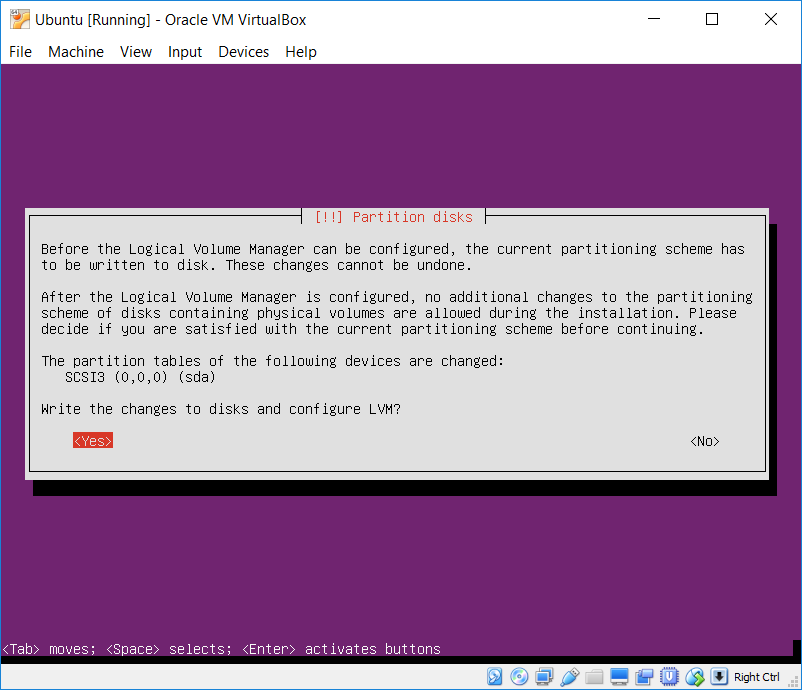 Ubuntu [Running] - Oracle VM VirtualBox
File Machine View Input Devices Help
[!!] Partition disks
Before the Logical Volume Manager can be configured, the current partitioning scheme has
to be written to disk. These changes cannot be undone.
After the Logical Volume Manager is configured, no additional changes to the partitioning
scheme of disks containing physical volumes are allowed during the installation. Please
decide if you are satisfied with the current partitioning scheme before continuing.
The partition tables of the following devices are changed:
SCSI3 (0,0,0) (sda)
Write the changes to disks and configure LVM?
<Yes> <No>
<Tab> moves; <Space> selects; <Enter> activates buttons
Right Ctrl